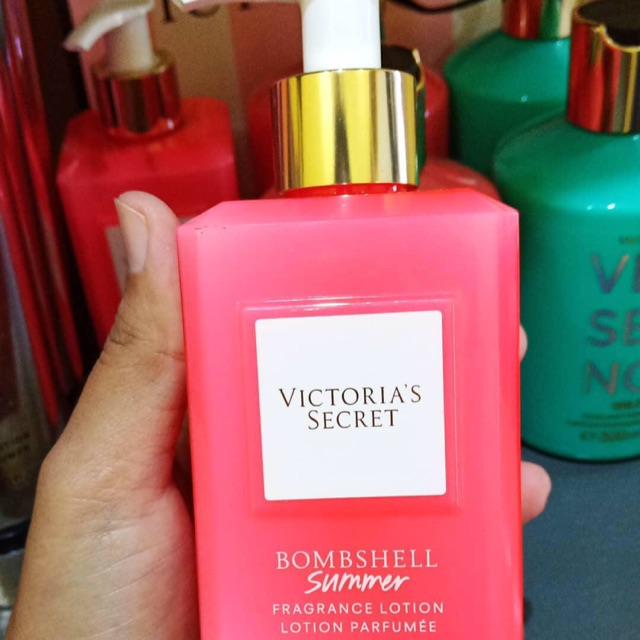 VICTORIA'S
SECRET
BOMBSHELL
Summer
FRAGRANCE LOTION
LOTION PARFUMÉE